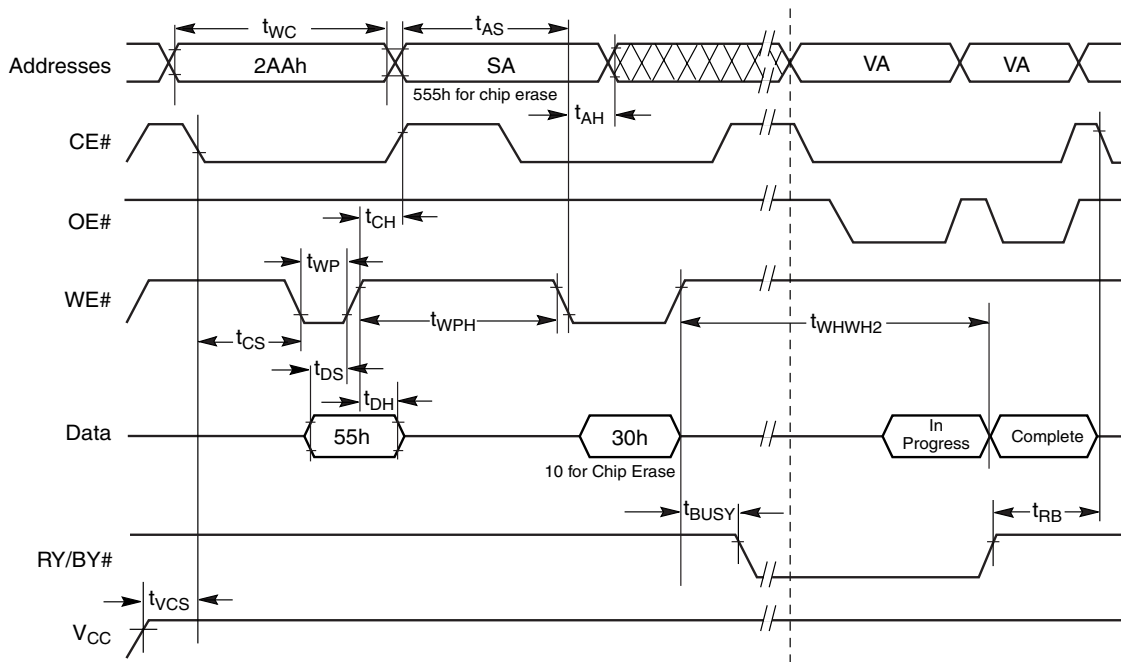 tWC
tAS
Addresses
2AAh
SA
VA
VA
555h for chip erase
tAH
CE#
OE#
tCH
tWP
WE#
tWPH
tWHWH2
tCS
tDS
tDH
Data
55h
30h
In
Progress
Complete
10 for Chip Erase
tBUSY
tRB
RY/BY#
tVCS
VCC